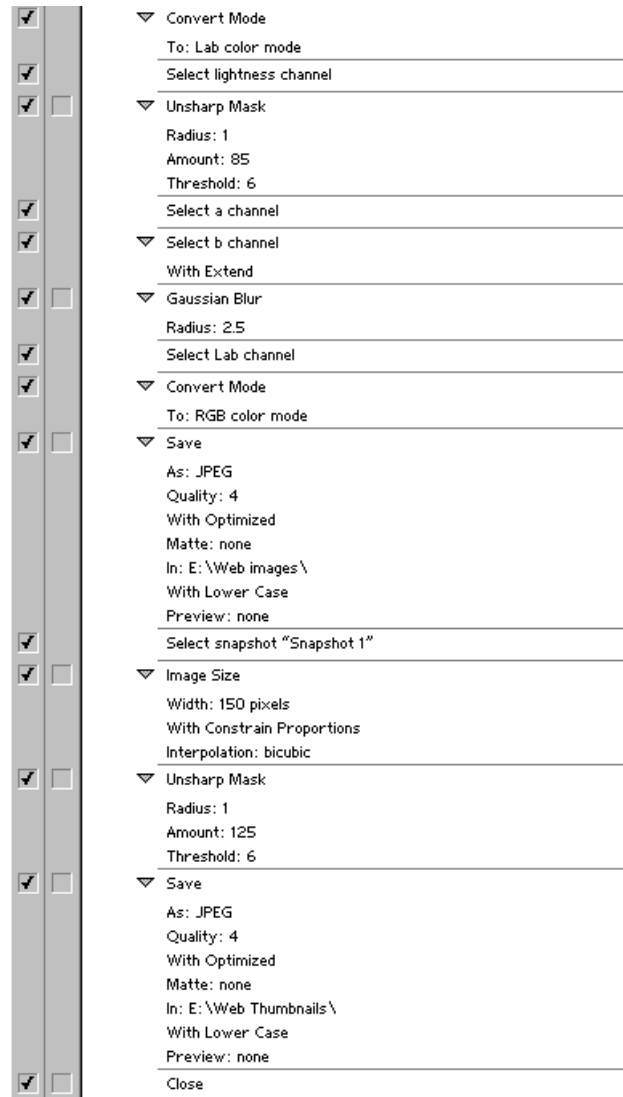 Convert Mode
To: Lab color mode
Select lightness channel
Unsharp Mask
Radius: 1
Amount: 85
Threshold: 6
Select a channel
Select b channel
With Extend
Gaussian Blur
Radius: 2.5
Select Lab channel
Convert Mode
To: RGB color mode
Save
As: JPEG
Quality: 4
With Optimized
Matte: none
In: E:\Web images\
With Lower Case
Preview: none
Select snapshot “Snapshot 1”
Image Size
Width: 150 pixels
With Constrain Proportions
Interpolation: bicubic
Unsharp Mask
Radius: 1
Amount: 125
Threshold: 6
Save
As: JPEG
Quality: 4
With Optimized
Matte: none
In: E:\Web Thumbnails\
With Lower Case
Preview: none
Close